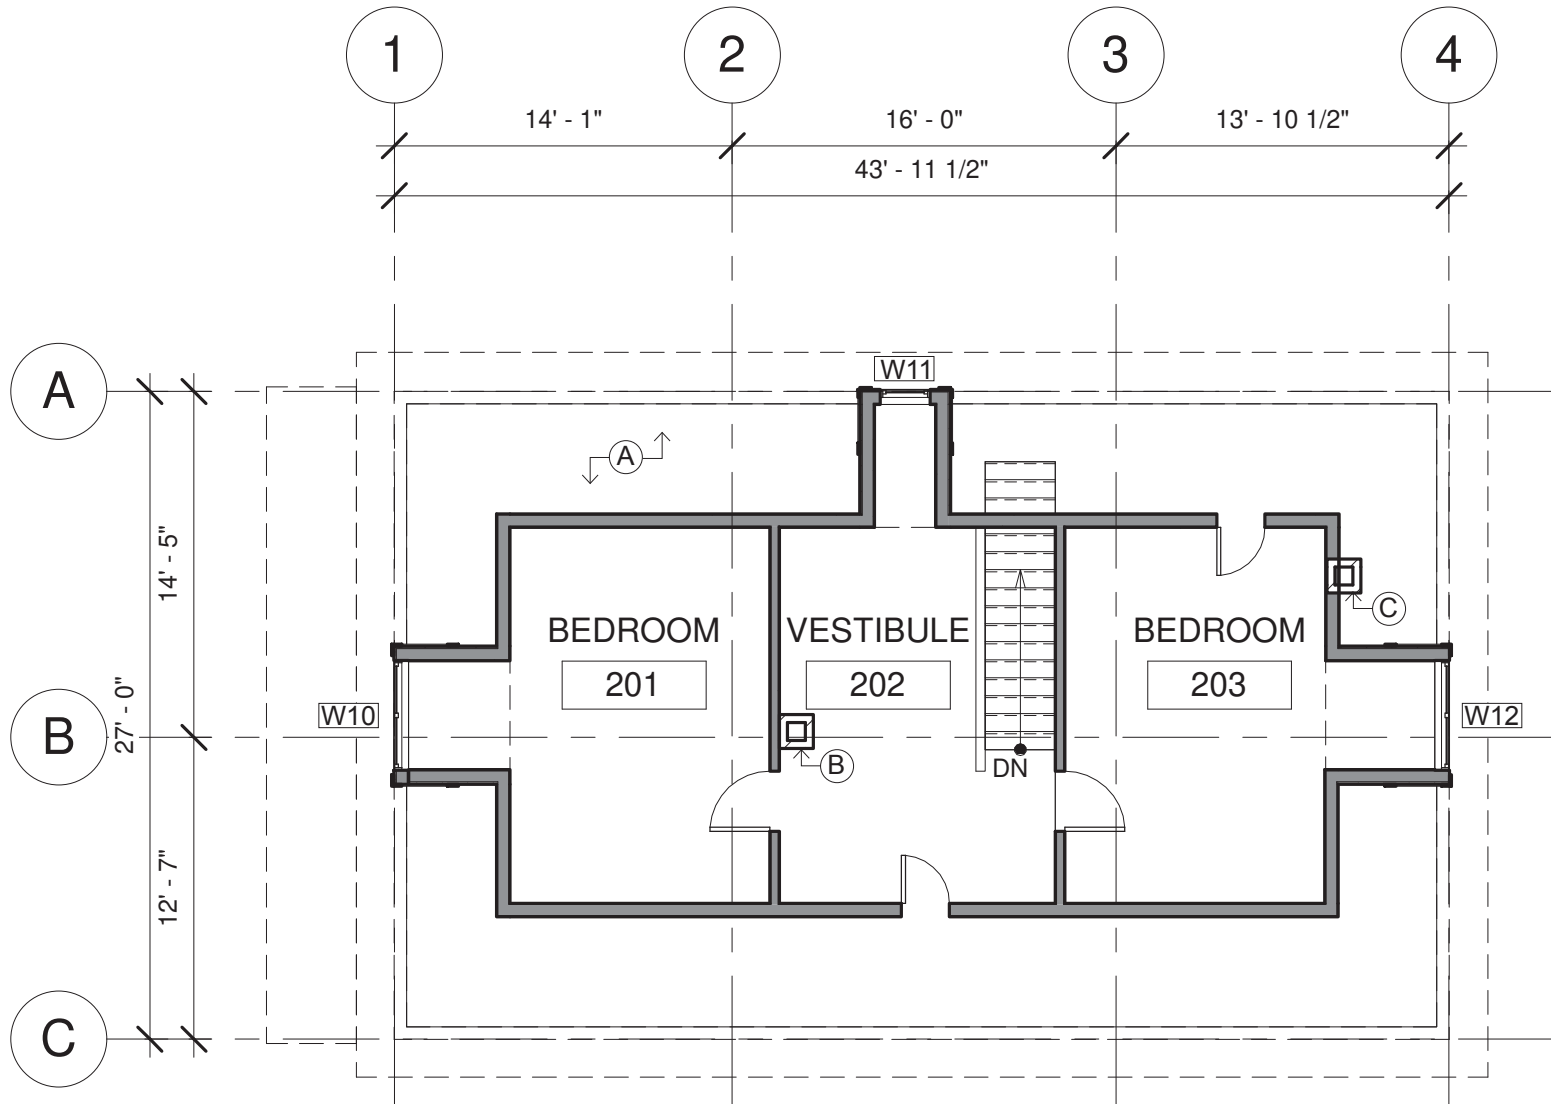 1 2 3 4
14' - 1" 16' - 0" 13' - 10 1/2"
43' - 11 1/2"
W11
A
A
14' - 5"
C
BEDROOM VESTIBULE BEDROOM
201 202 203
W10 W12
B
27' - 0"
B
DN
12' - 7"
C